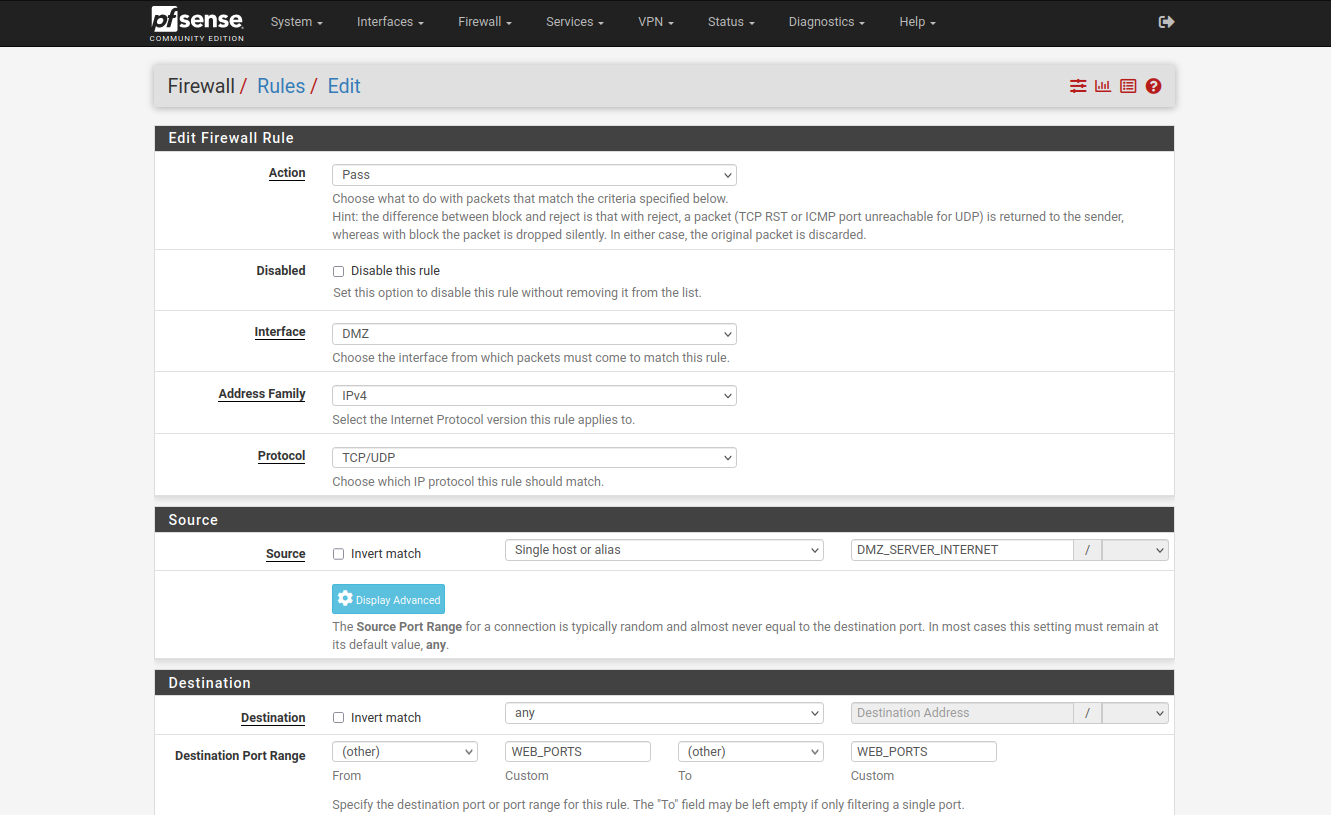 pfsense
COMMUNITY EDITION
System Interfaces Firewall Services VPN Status Diagnostics Help
Firewall / Rules / Edit
Edit Firewall Rule
Action Pass
Choose what to do with packets that match the criteria specified below.
Hint: the difference between block and reject is that with reject, a packet (TCP RST or ICMP port unreachable for UDP) is returned to the sender,
whereas with block the packet is dropped silently. In either case, the original packet is discarded.
Disabled Disable this rule
Set this option to disable this rule without removing it from the list.
Interface DMZ
Choose the interface from which packets must come to match this rule.
Address Family IPv4
Select the Internet Protocol version this rule applies to.
Protocol TCP/UDP
Choose which IP protocol this rule should match.
Source
Source Invert match Single host or alias DMZ_SERVER_INTERNET /
Display Advanced
The Source Port Range for a connection is typically random and almost never equal to the destination port. In most cases this setting must remain at
its default value, any.
Destination
Destination Invert match any Destination Address /
Destination Port Range (other) WEB_PORTS (other) WEB_PORTS
From Custom To Custom
Specify the destination port or port range for this rule. The "To" field may be left empty if only filtering a single port.